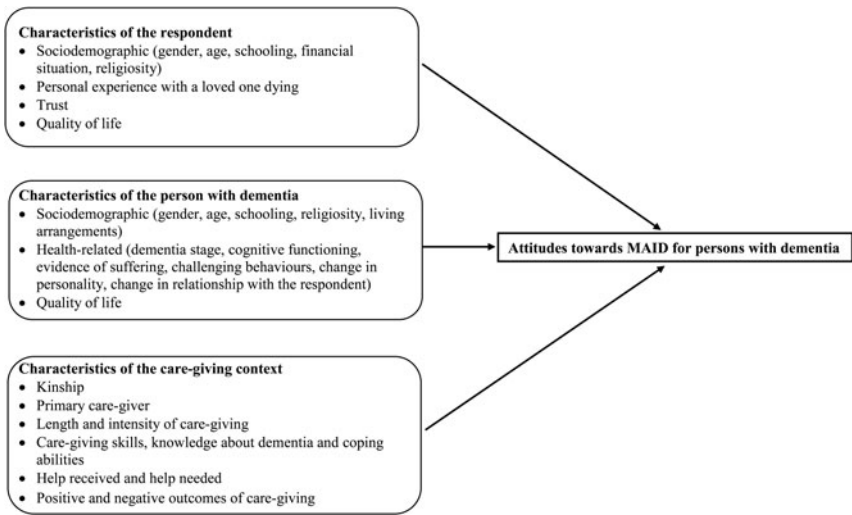 Characteristics of the respondent
• Sociodemographic (gender, age, schooling, financial
situation, religiosity)
• Personal experience with a loved one dying
• Trust
• Quality of life
Characteristics of the person with dementia
• Sociodemographic (gender, age, schooling, religiosity, living
arrangements)
• Health-related (dementia stage, cognitive functioning,
evidence of suffering, challenging behaviours, change in
personality, change in relationship with the respondent)
• Quality of life
Attitudes towards MAID for persons with dementia
Characteristics of the care-giving context
• Kinship
• Primary care-giver
• Length and intensity of care-giving
• Care-giving skills, knowledge about dementia and coping
abilities
• Help received and help needed
• Positive and negative outcomes of care-giving